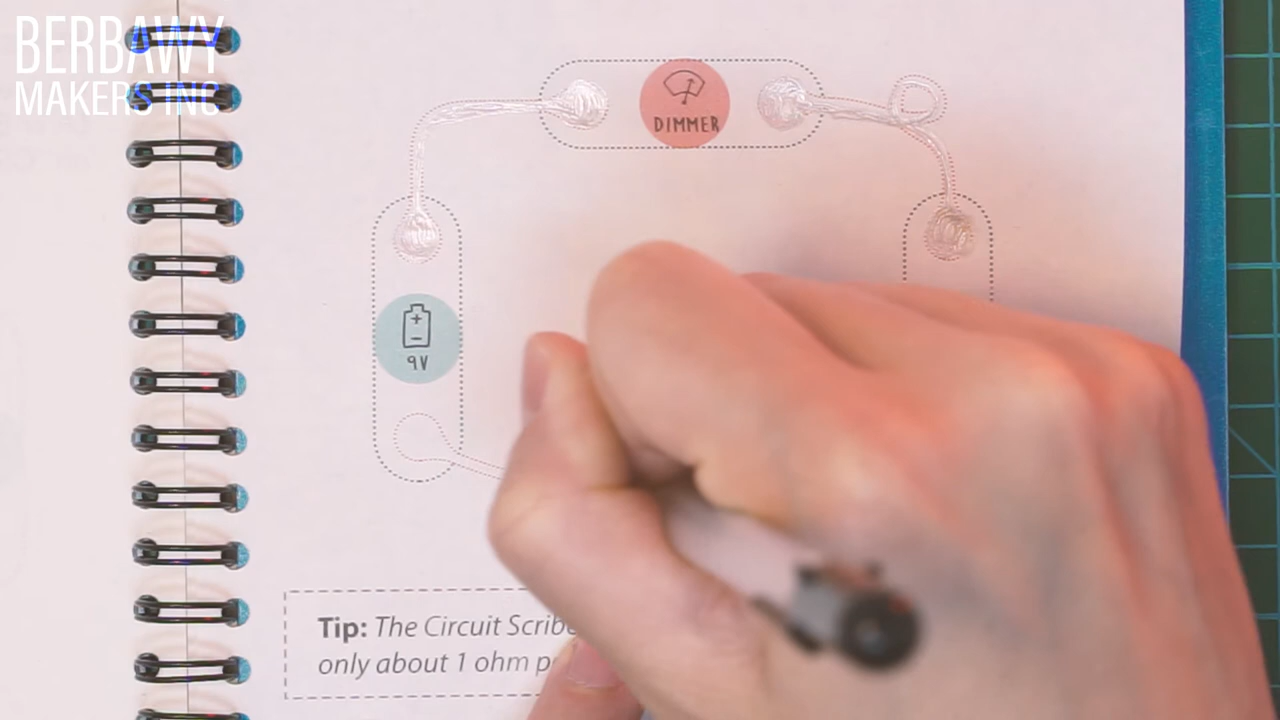 BERBAWY
MAKERS INC
DIMMER
9V
Tip: The Circuit Scribe
only about 1 ohm